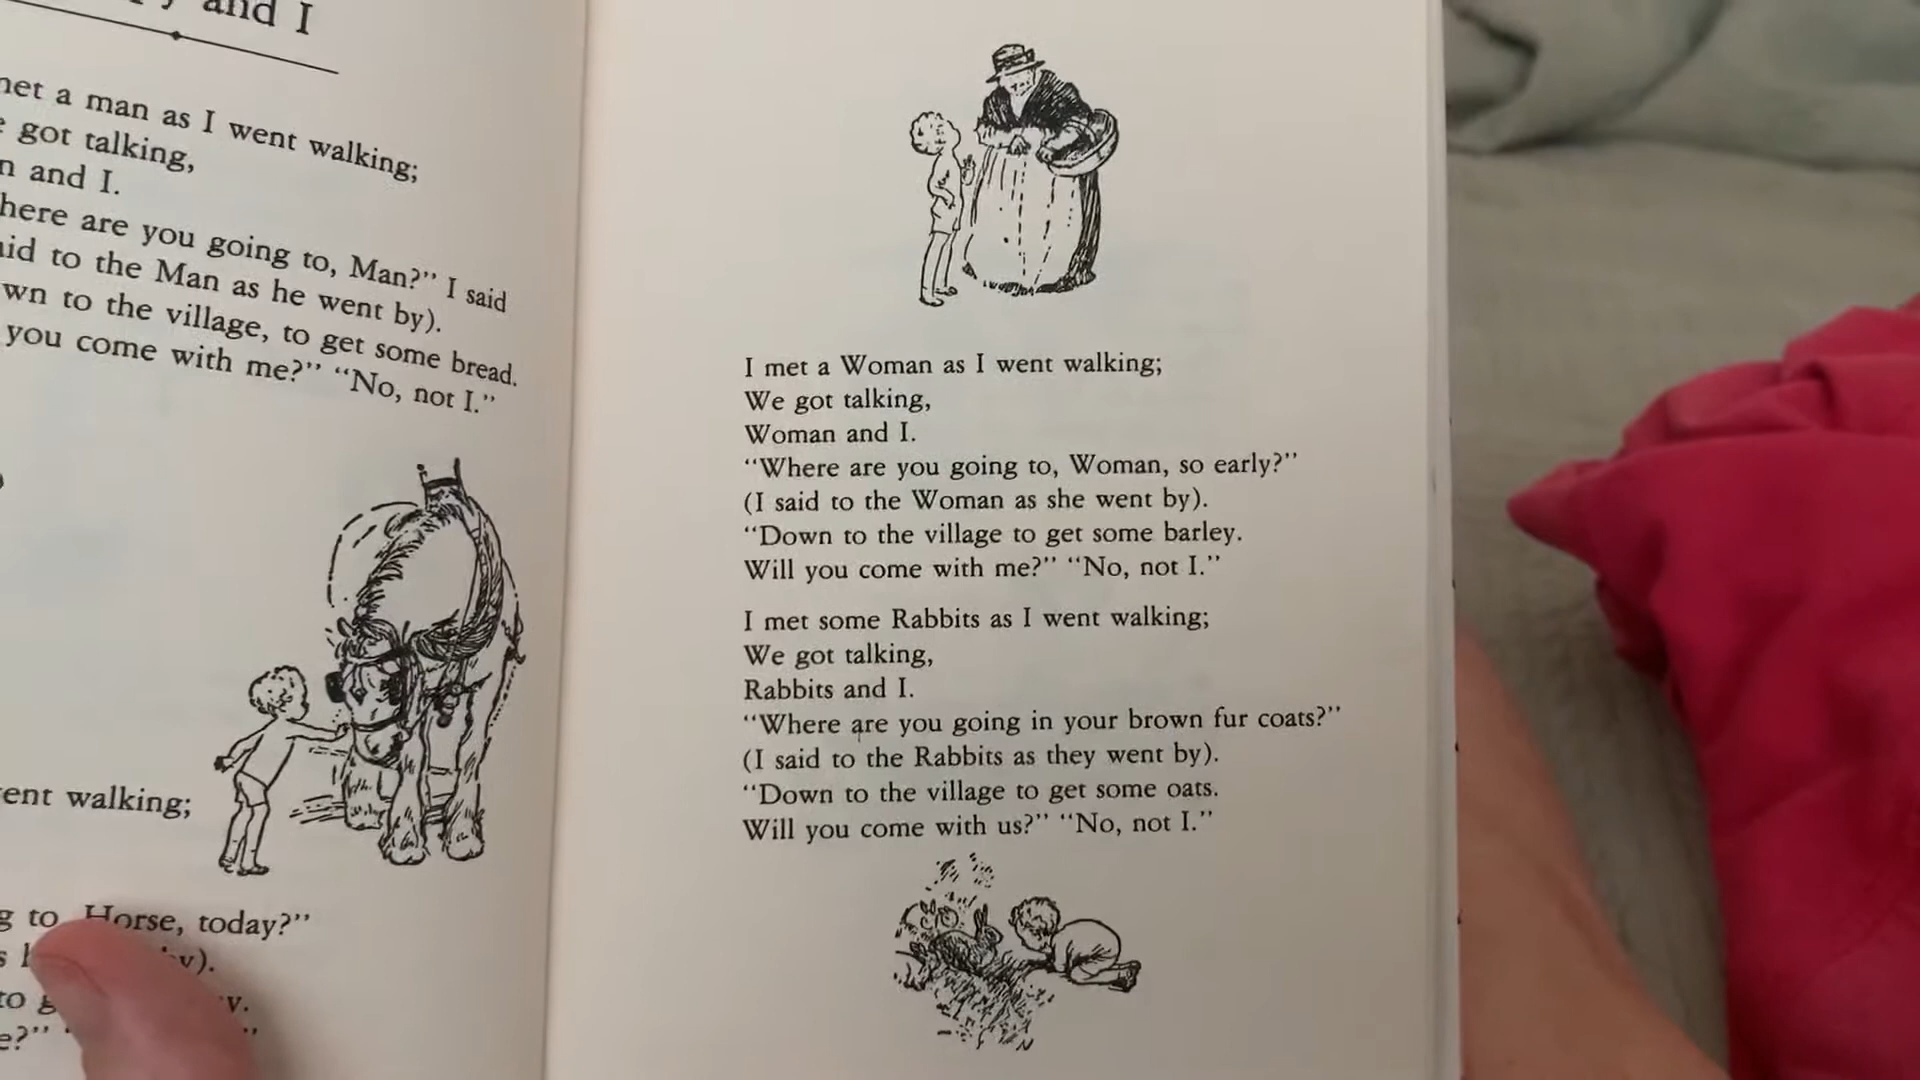 and I
met a man as I went walking;
got talking,
and I.
here are you going to, Man?" I said
to the Man as he went by).
to the village, to get some bread.
you come with me?" "No, not I."
went walking;
to, Horse, today?"
to
I met a Woman as I went walking;
We got talking,
Woman and I.
"Where are you going to, Woman, so early?"
(I said to the Woman as she went by).
"Down to the village to get some barley.
Will you come with me?" "No, not I."
I met some Rabbits as I went walking;
We got talking,
Rabbits and I.
"Where are you going in your brown fur coats?"
(I said to the Rabbits as they went by).
"Down to the village to get some oats.
Will you come with us?" "No, not I."